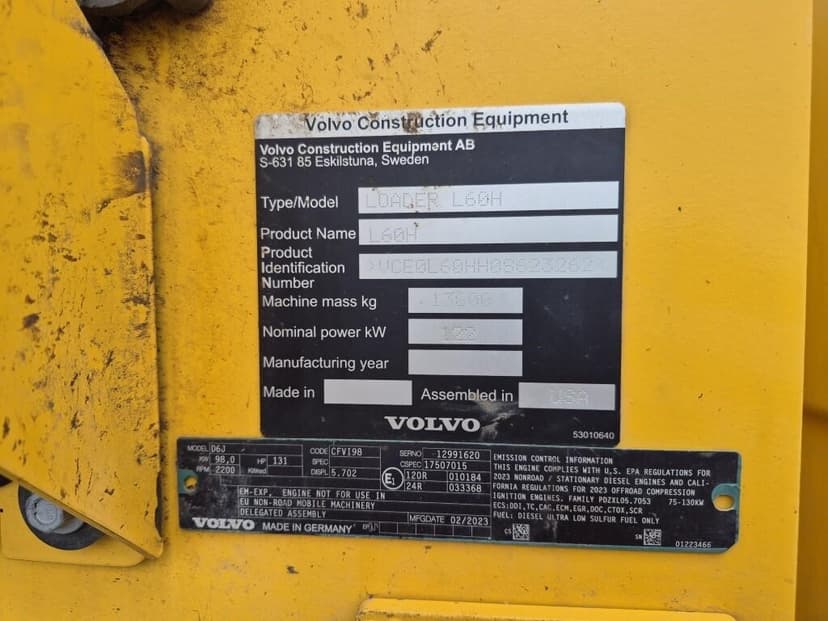 Volvo Construction Equipment
Volvo Construction Equipment AB
S-631 85 Eskilstuna, Sweden
Type/Model LOADER L60H
Product Name L60H
Product
Identification
Number
Machine mass kg
Nominal power kW
Manufacturing year
Made in Assembled in USA
VOLVO
53010640
MODEL D6J
KW 98,0 HP 131
RPM 2200
CODE CFVI98
SPEC
DISPL 5.702
SERNO 12991620
CSPEC 17507015
E1 120R 010184
24R 033368
EM-EXP. ENGINE NOT FOR USE IN
EU NON-ROAD MOBILE MACHINERY
DELEGATED ASSEMBLY
MFGDATE 02/2023
VOLVO MADE IN GERMANY
EMISSION CONTROL INFORMATION
THIS ENGINE COMPLIES WITH U.S. EPA REGULATIONS FOR
2023 NONROAD / STATIONARY DIESEL ENGINES AND CALI-
FORNIA REGULATIONS FOR 2023 OFFROAD COMPRESSION
IGNITION ENGINES. FAMILY PDZXL05.7053 75-130KW
ECS:DDI,TC,CAC,ECM,EGR,DOC,CTOX,SCR
FUEL: DIESEL ULTRA LOW SULFUR FUEL ONLY
CS
SN
01223466